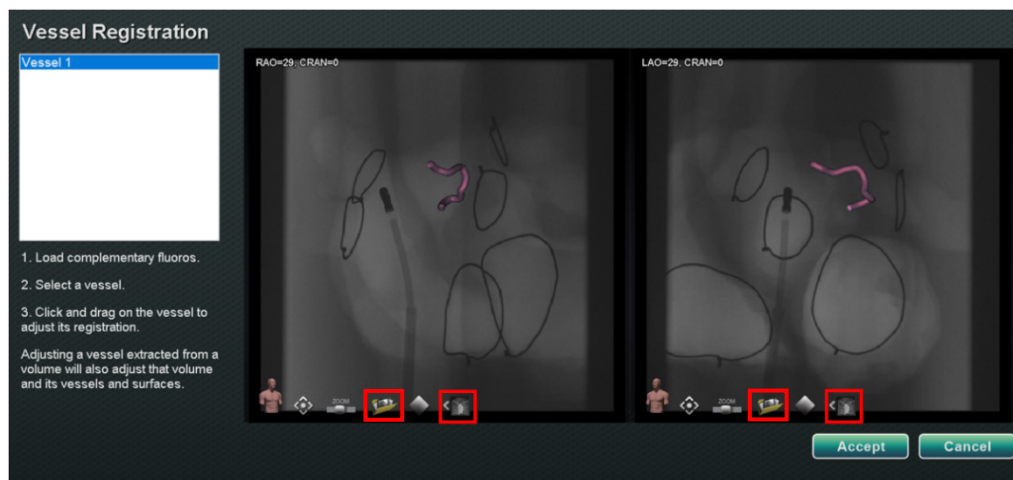 Vessel Registration
Vessel 1
1. Load complementary fluoros.
2. Select a vessel.
3. Click and drag on the vessel to
adjust its registration.
Adjusting a vessel extracted from a
volume will also adjust that volume
and its vessels and surfaces.
RAO=29, CRAN=0
ZOOM
LAO=29, CRAN=0
ZOOM
Accept
Cancel